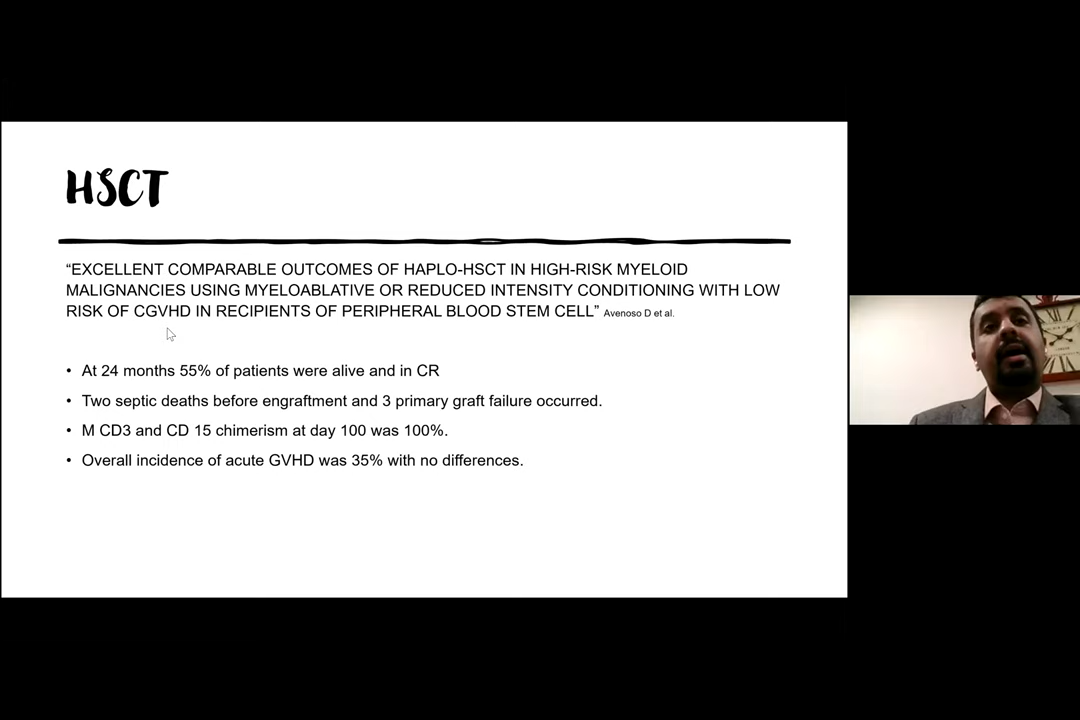 HSCT
“EXCELLENT COMPARABLE OUTCOMES OF HAPLO-HSCT IN HIGH-RISK MYELOID
MALIGNANCIES USING MYELOABLATIVE OR REDUCED INTENSITY CONDITIONING WITH LOW
RISK OF CGVHD IN RECIPIENTS OF PERIPHERAL BLOOD STEM CELL” Avenoso D et al.
• At 24 months 55% of patients were alive and in CR
• Two septic deaths before engraftment and 3 primary graft failure occurred.
• M CD3 and CD 15 chimerism at day 100 was 100%.
• Overall incidence of acute GVHD was 35% with no differences.